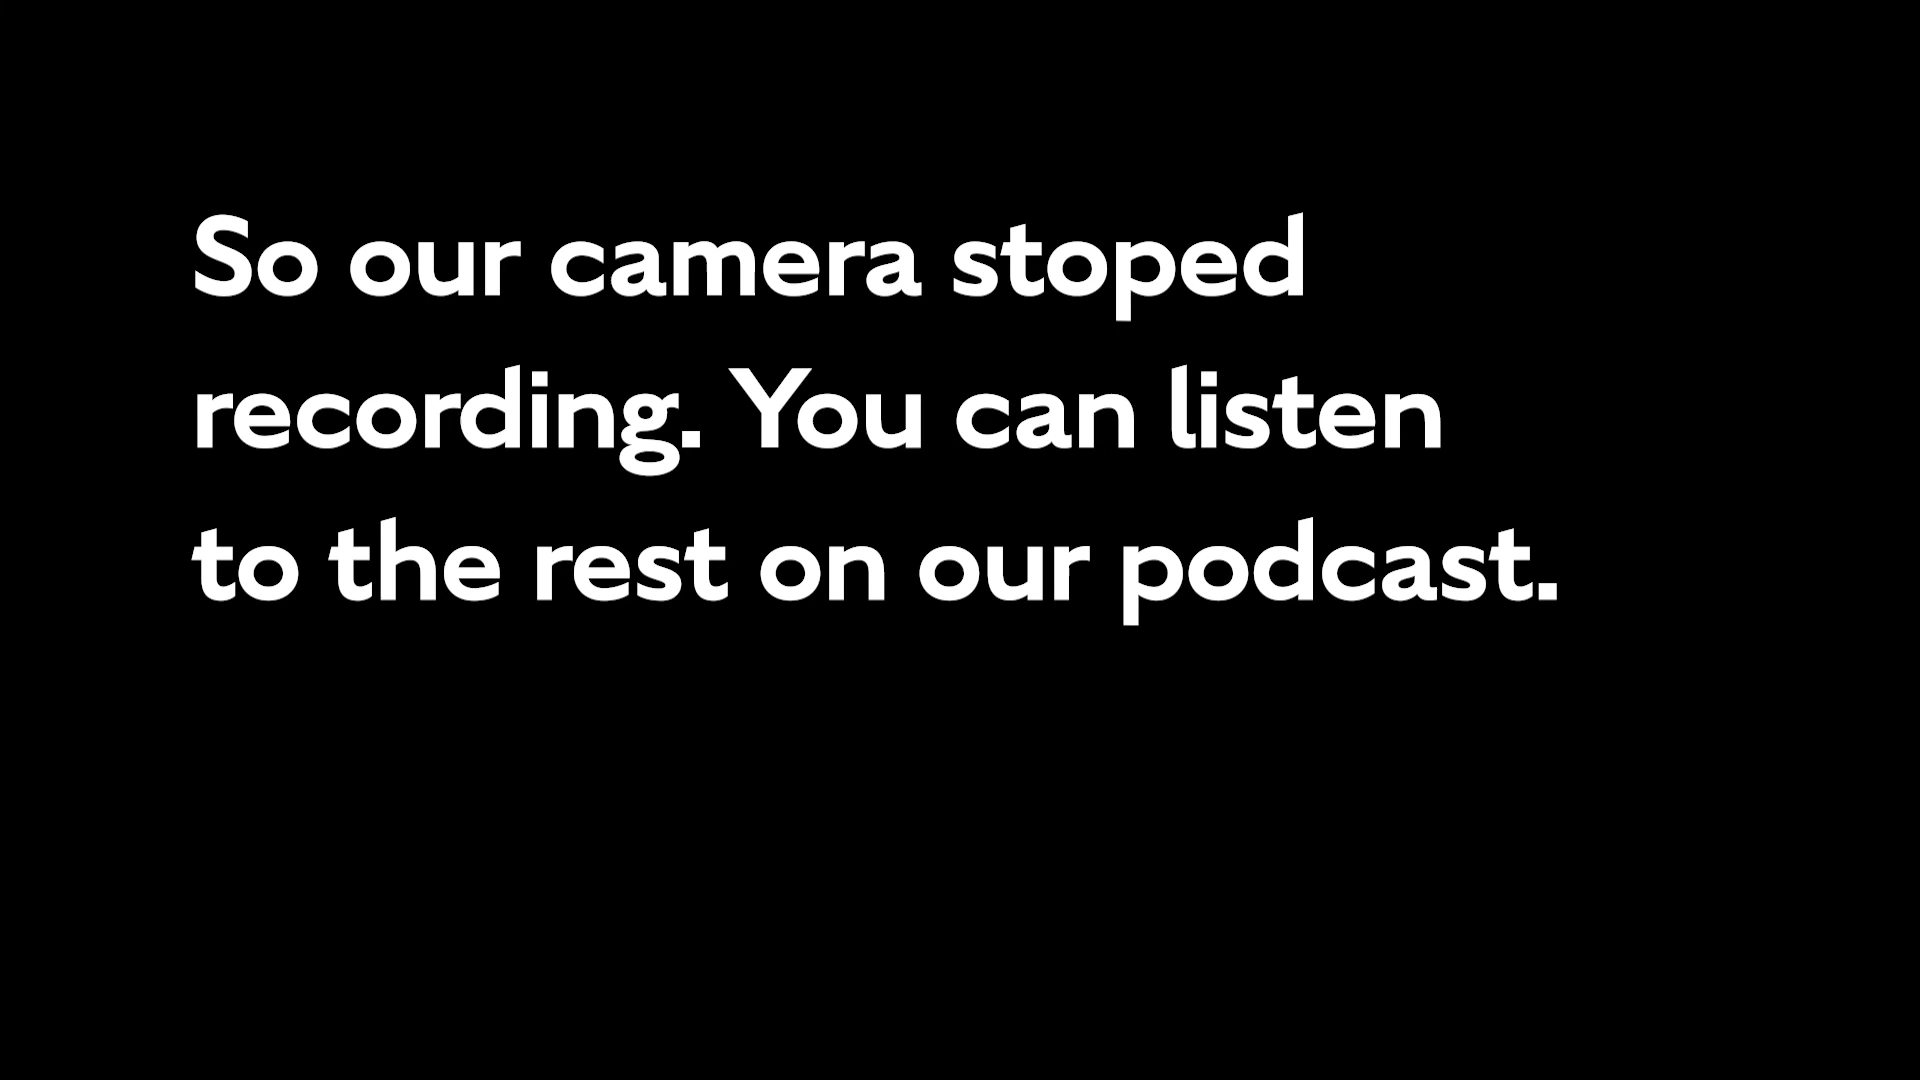 So our camera stoped
recording. You can listen
to the rest on our podcast.